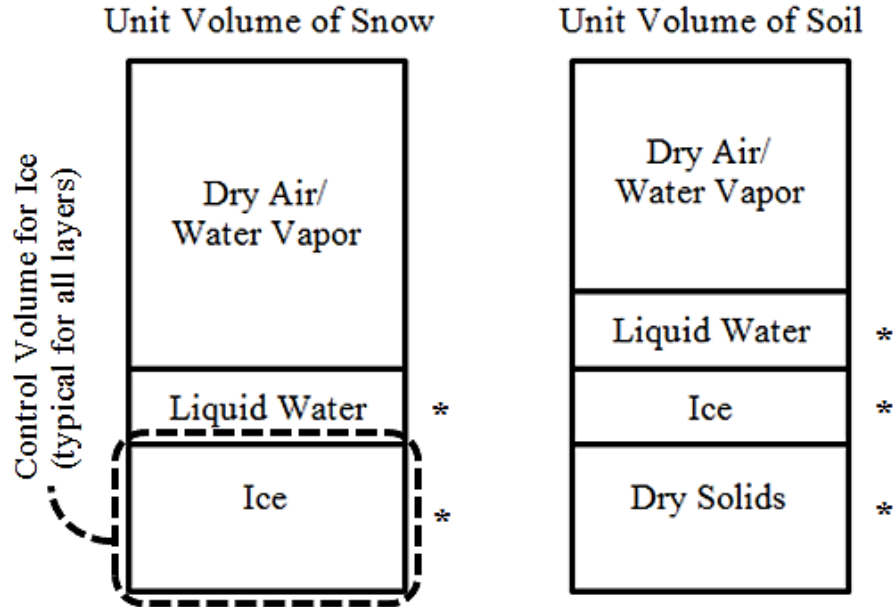 Unit Volume of Snow
Unit Volume of Soil
Control Volume for Ice
(typical for all layers)
Dry Air/
Water Vapor
Liquid Water
*
Ice
*
Dry Air/
Water Vapor
Liquid Water
*
Ice
*
Dry Solids
*